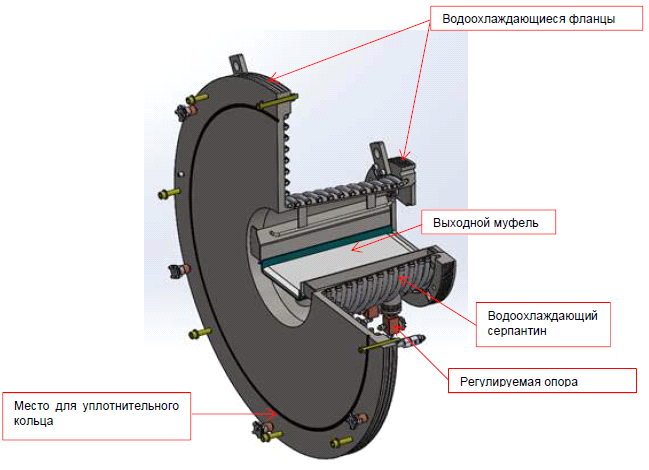 Водоохлаждающиеся фланцы
Выходной муфель
Водоохлаждающий
серпантин
Регулируемая опора
Место для уплотнительного
кольца